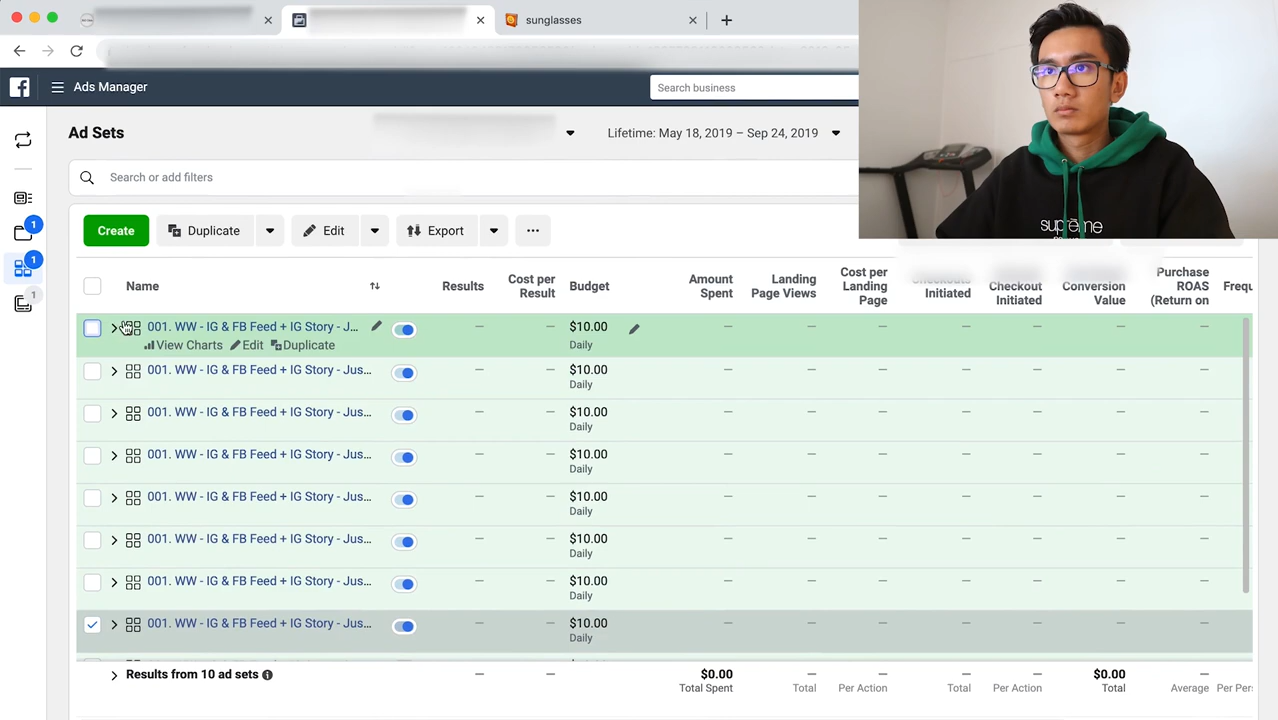 sunglasses
Ads Manager
Search business
Ad Sets
Lifetime: May 18, 2019 – Sep 24, 2019
Search or add filters
supreme
1
1
1
Create
Duplicate
Edit
Export
Name
Results
Cost per Result
Budget
Amount Spent
Landing Page Views
Cost per Landing Page
Checkouts Initiated
Checkout Initiated
Conversion Value
Purchase ROAS (Return on
Frequ
001. WW - IG & FB Feed + IG Story - J... — — $10.00 — — — — — — —
View Charts Edit Duplicate Daily
001. WW - IG & FB Feed + IG Story - Jus... — — $10.00 — — — — — — —
Daily
001. WW - IG & FB Feed + IG Story - Jus... — — $10.00 — — — — — — —
Daily
001. WW - IG & FB Feed + IG Story - Jus... — — $10.00 — — — — — — —
Daily
001. WW - IG & FB Feed + IG Story - Jus... — — $10.00 — — — — — — —
Daily
001. WW - IG & FB Feed + IG Story - Jus... — — $10.00 — — — — — — —
Daily
001. WW - IG & FB Feed + IG Story - Jus... — — $10.00 — — — — — — —
Daily
001. WW - IG & FB Feed + IG Story - Jus... — — $10.00 — — — — — — —
Daily
Results from 10 ad sets — — $0.00 — — — — $0.00 —
Total Spent Total Per Action Total Per Action Total Average Per Pers